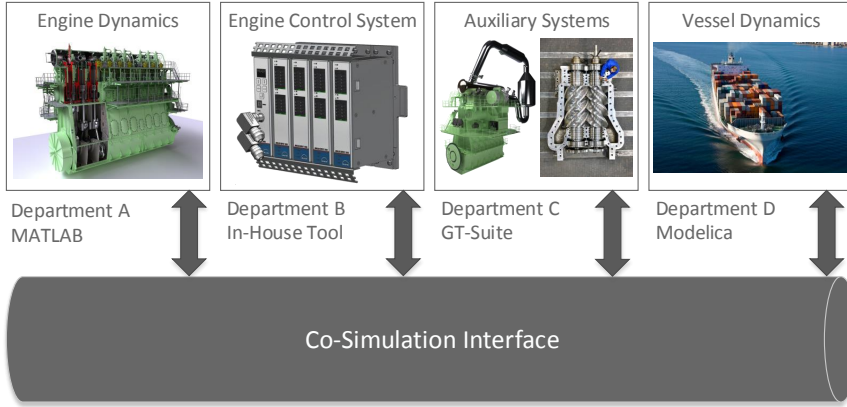 Engine Dynamics
Engine Control System
Auxiliary Systems
Vessel Dynamics
Department A
MATLAB
Department B
In-House Tool
Department C
GT-Suite
Department D
Modelica
Co-Simulation Interface